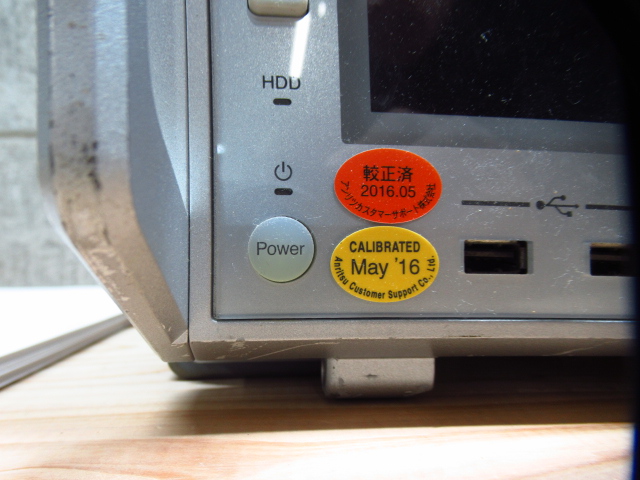 HDD
較正済
2016.05
アンリツカスタマーサポート株式会社
Power
CALIBRATED
May '16
Anritsu Customer Support Co., Ltd.